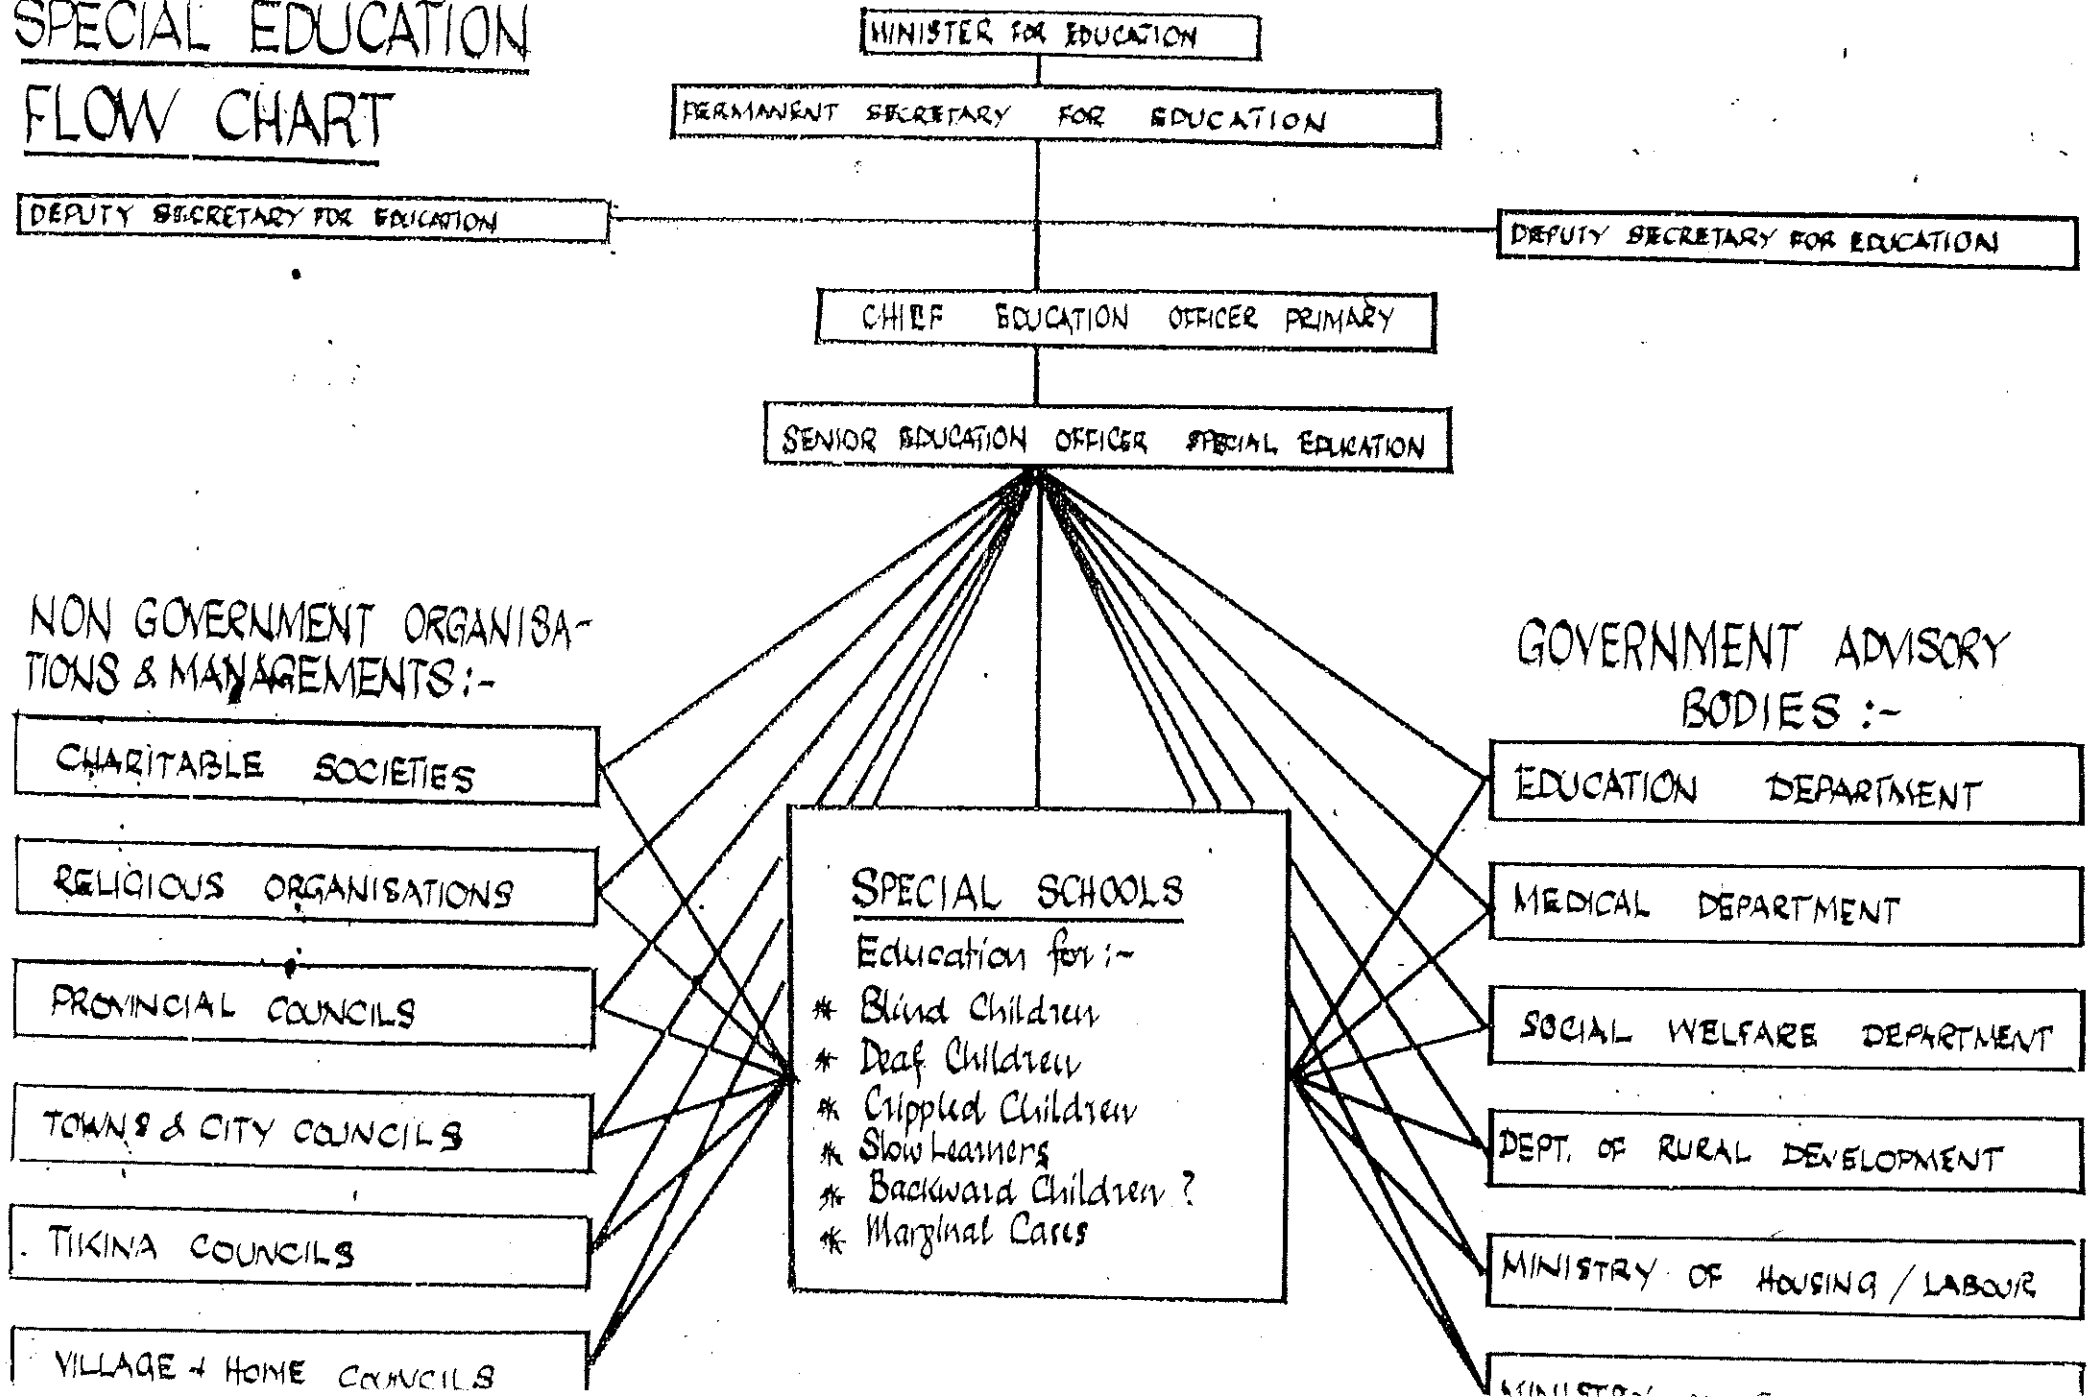 SPECIAL EDUCATION
FLOW CHART
MINISTER FOR EDUCATION
PERMANENT SECRETARY FOR EDUCATION
DEPUTY SECRETARY FOR EDUCATION
DEPUTY SECRETARY FOR EDUCATION
CHIEF EDUCATION OFFICER PRIMARY
SENIOR EDUCATION OFFICER SPECIAL EDUCATION
NON GOVERNMENT ORGANISA-
TIONS & MANAGEMENTS:-
CHARITABLE SOCIETIES
RELIGIOUS ORGANISATIONS
PROVINCIAL COUNCILS
TOWNS & CITY COUNCILS
TIKINA COUNCILS
VILLAGE & HOME COUNCILS
SPECIAL SCHOOLS
Education for:-
* Blind Children
* Deaf Children
* Crippled Children
* Slow Learners
* Backward Children ?
* Marginal Cases
GOVERNMENT ADVISORY
BODIES :-
EDUCATION DEPARTMENT
MEDICAL DEPARTMENT
SOCIAL WELFARE DEPARTMENT
DEPT. OF RURAL DEVELOPMENT
MINISTRY OF HOUSING / LABOUR
MINISTRY